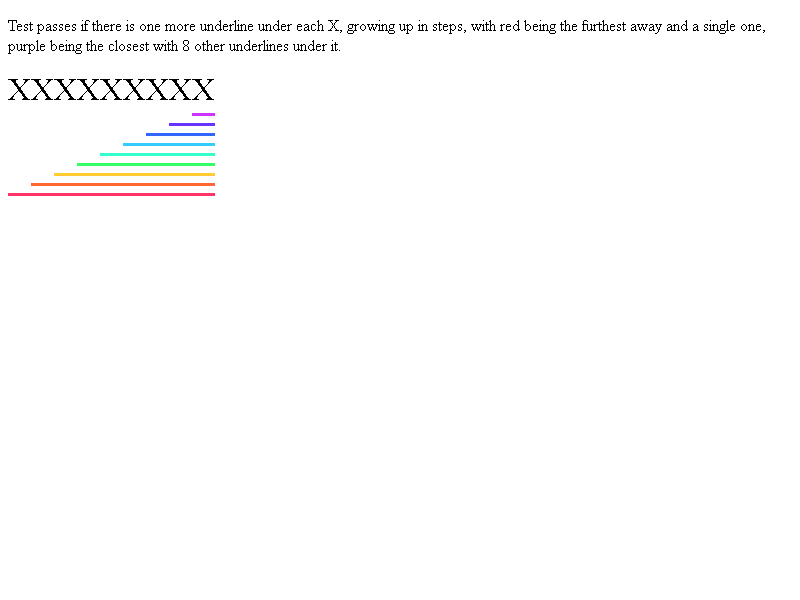 Test passes if there is one more underline under each X, growing up in steps, with red being the furthest away and a single one,
purple being the closest with 8 other underlines under it.
XXXXXXXXX